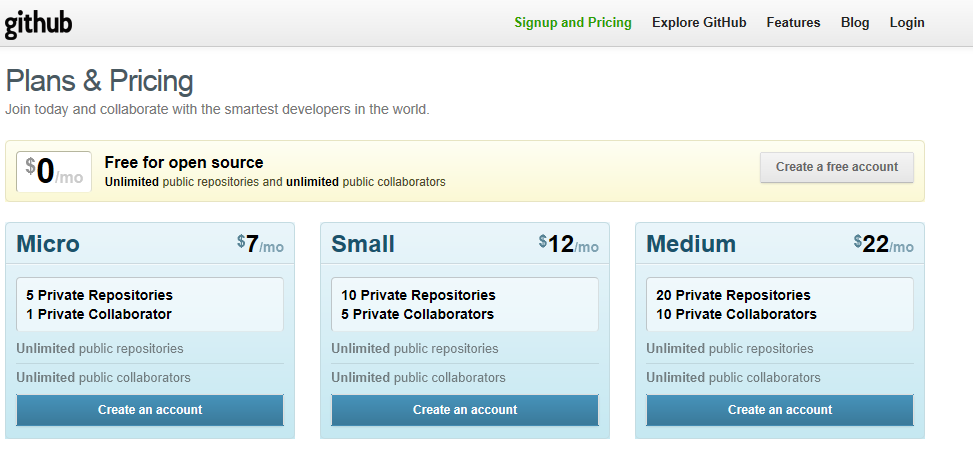 github
Signup and Pricing Explore GitHub Features Blog Login
Plans & Pricing
Join today and collaborate with the smartest developers in the world.
$0/mo
Free for open source
Unlimited public repositories and unlimited public collaborators
Create a free account
Micro $7/mo
5 Private Repositories
1 Private Collaborator
Unlimited public repositories
Unlimited public collaborators
Create an account
Small $12/mo
10 Private Repositories
5 Private Collaborators
Unlimited public repositories
Unlimited public collaborators
Create an account
Medium $22/mo
20 Private Repositories
10 Private Collaborators
Unlimited public repositories
Unlimited public collaborators
Create an account